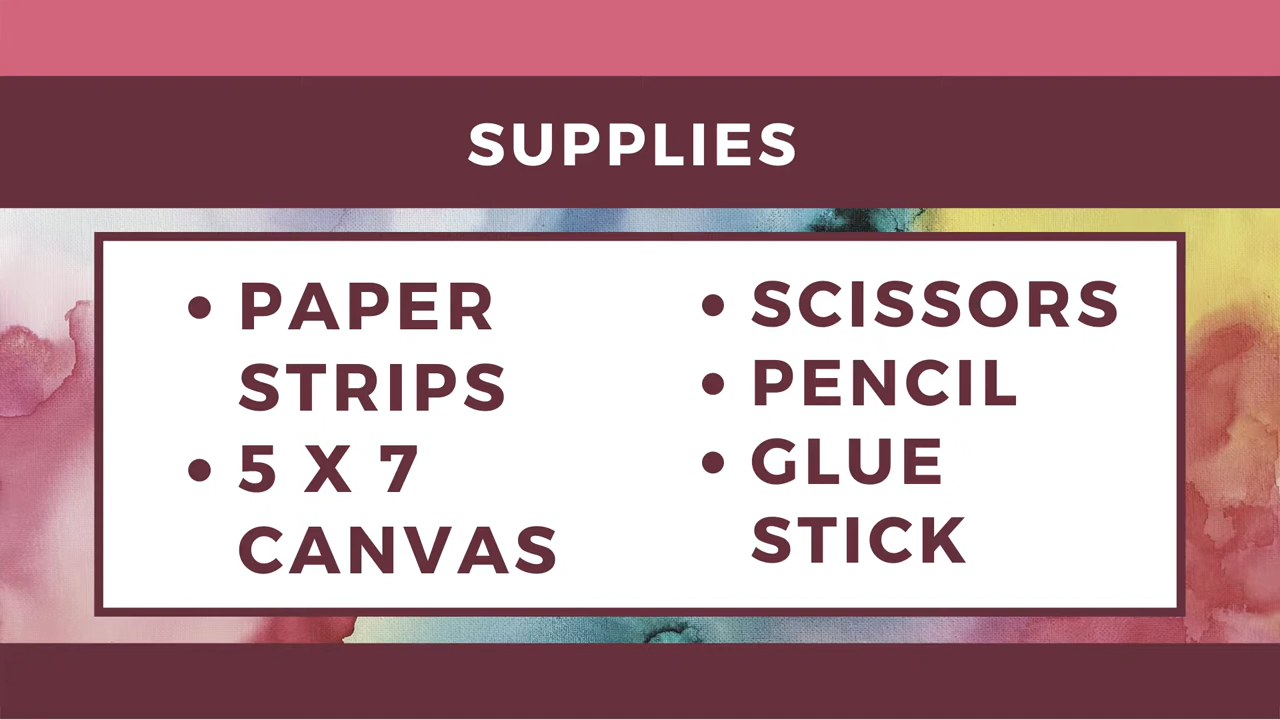 SUPPLIES
• PAPER
STRIPS
• 5 X 7
CANVAS
• SCISSORS
• PENCIL
• GLUE
STICK